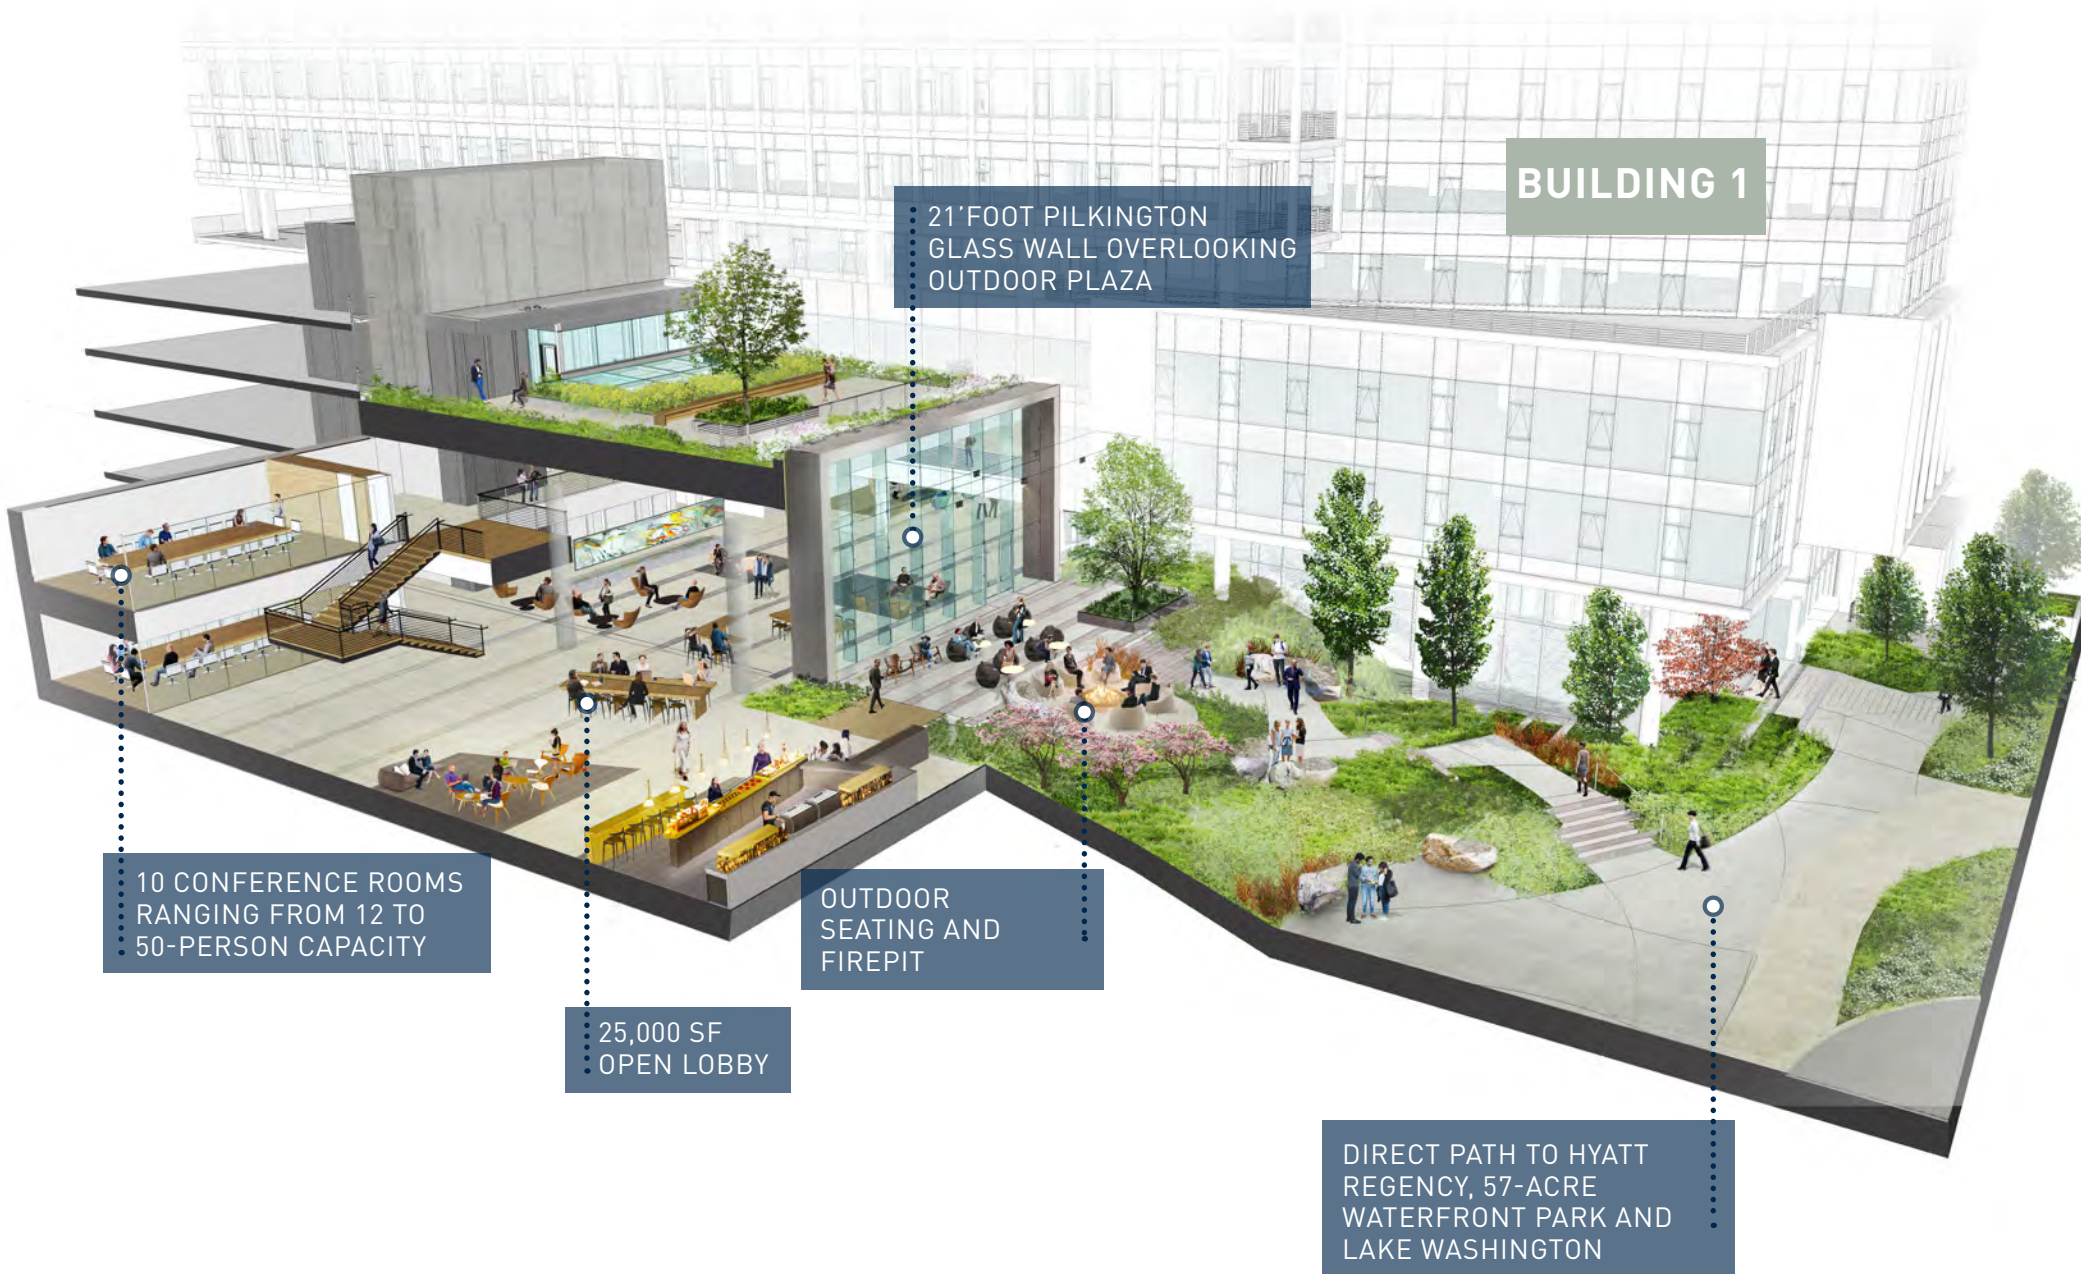 BUILDING 1
21'FOOT PILKINGTON
GLASS WALL OVERLOOKING
OUTDOOR PLAZA
10 CONFERENCE ROOMS
RANGING FROM 12 TO
50-PERSON CAPACITY
OUTDOOR
SEATING AND
FIREPIT
25,000 SF
OPEN LOBBY
DIRECT PATH TO HYATT
REGENCY, 57-ACRE
WATERFRONT PARK AND
LAKE WASHINGTON